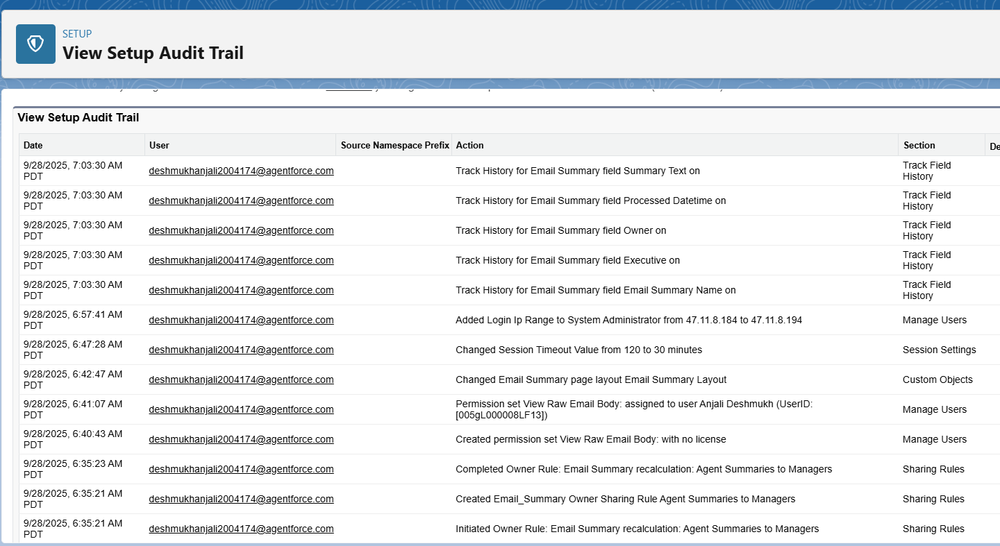 SETUP
View Setup Audit Trail
View Setup Audit Trail
Date User Source Namespace Prefix Action Section De
9/28/2025, 7:03:30 AM PDT deshmukhanjali2004174@agentforce.com Track History for Email Summary field Summary Text on Track Field History
9/28/2025, 7:03:30 AM PDT deshmukhanjali2004174@agentforce.com Track History for Email Summary field Processed Datetime on Track Field History
9/28/2025, 7:03:30 AM PDT deshmukhanjali2004174@agentforce.com Track History for Email Summary field Owner on Track Field History
9/28/2025, 7:03:30 AM PDT deshmukhanjali2004174@agentforce.com Track History for Email Summary field Executive on Track Field History
9/28/2025, 7:03:30 AM PDT deshmukhanjali2004174@agentforce.com Track History for Email Summary field Email Summary Name on Track Field History
9/28/2025, 6:57:41 AM PDT deshmukhanjali2004174@agentforce.com Added Login Ip Range to System Administrator from 47.11.8.184 to 47.11.8.194 Manage Users
9/28/2025, 6:47:28 AM PDT deshmukhanjali2004174@agentforce.com Changed Session Timeout Value from 120 to 30 minutes Session Settings
9/28/2025, 6:42:47 AM PDT deshmukhanjali2004174@agentforce.com Changed Email Summary page layout Email Summary Layout Custom Objects
9/28/2025, 6:41:07 AM PDT deshmukhanjali2004174@agentforce.com Permission set View Raw Email Body: assigned to user Anjali Deshmukh (UserID: [005gL000008LF13]) Manage Users
9/28/2025, 6:40:43 AM PDT deshmukhanjali2004174@agentforce.com Created permission set View Raw Email Body: with no license Manage Users
9/28/2025, 6:35:23 AM PDT deshmukhanjali2004174@agentforce.com Completed Owner Rule: Email Summary recalculation: Agent Summaries to Managers Sharing Rules
9/28/2025, 6:35:21 AM PDT deshmukhanjali2004174@agentforce.com Created Email_Summary Owner Sharing Rule Agent Summaries to Managers Sharing Rules
9/28/2025, 6:35:21 AM PDT deshmukhanjali2004174@agentforce.com Initiated Owner Rule: Email Summary recalculation: Agent Summaries to Managers Sharing Rules